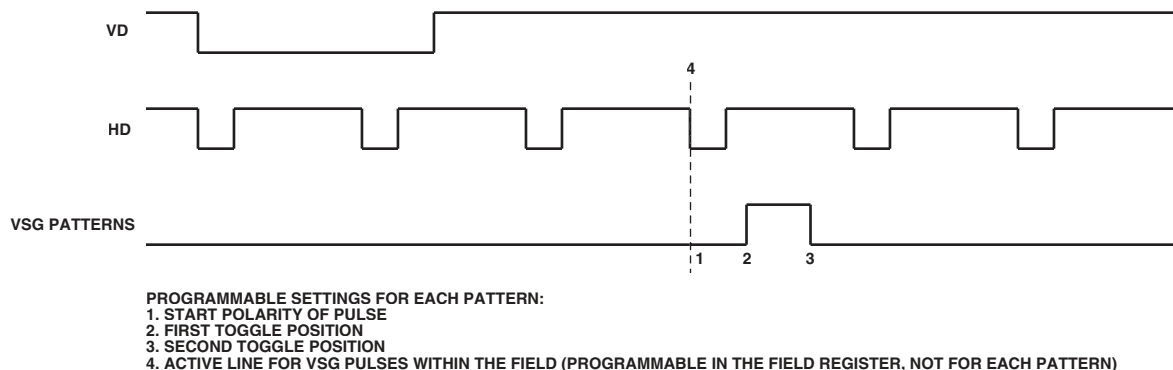 VD
4
HD
VSG PATTERNS
1 2 3
PROGRAMMABLE SETTINGS FOR EACH PATTERN:
1. START POLARITY OF PULSE
2. FIRST TOGGLE POSITION
3. SECOND TOGGLE POSITION
4. ACTIVE LINE FOR VSG PULSES WITHIN THE FIELD (PROGRAMMABLE IN THE FIELD REGISTER, NOT FOR EACH PATTERN)